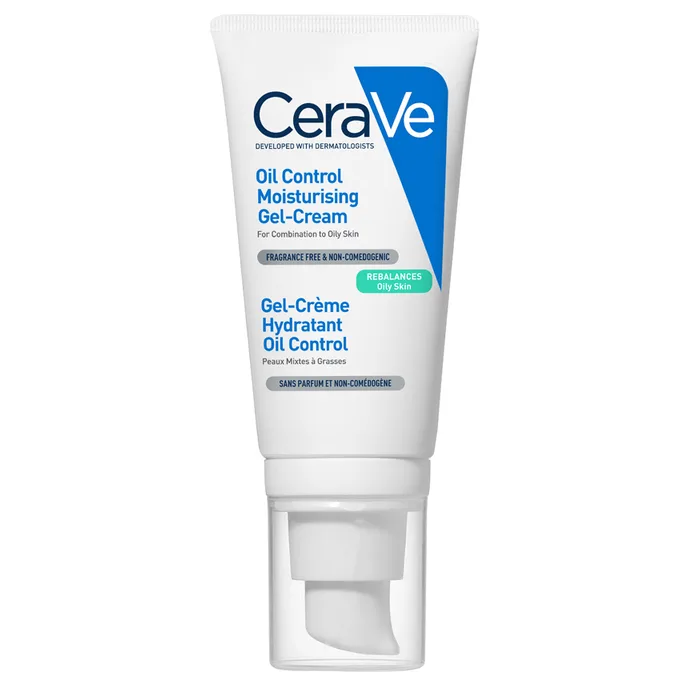 CeraVe
DEVELOPED WITH DERMATOLOGISTS
Oil Control
Moisturising
Gel-Cream
For Combination to Oily Skin
FRAGRANCE FREE & NON-COMEDOGENIC
REBALANCES
Oily Skin
Gel-Crème
Hydratant
Oil Control
Peaux Mixtes à Grasses
SANS PARFUM ET NON-COMÉDOGÈNE